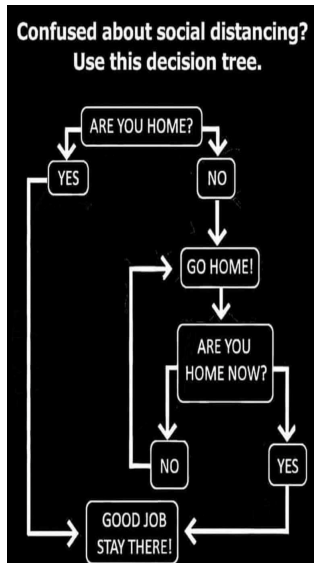 Confused about social distancing?
Use this decision tree.
ARE YOU HOME?
YES
NO
GO HOME!
ARE YOU
HOME NOW?
NO
YES
GOOD JOB
STAY THERE!